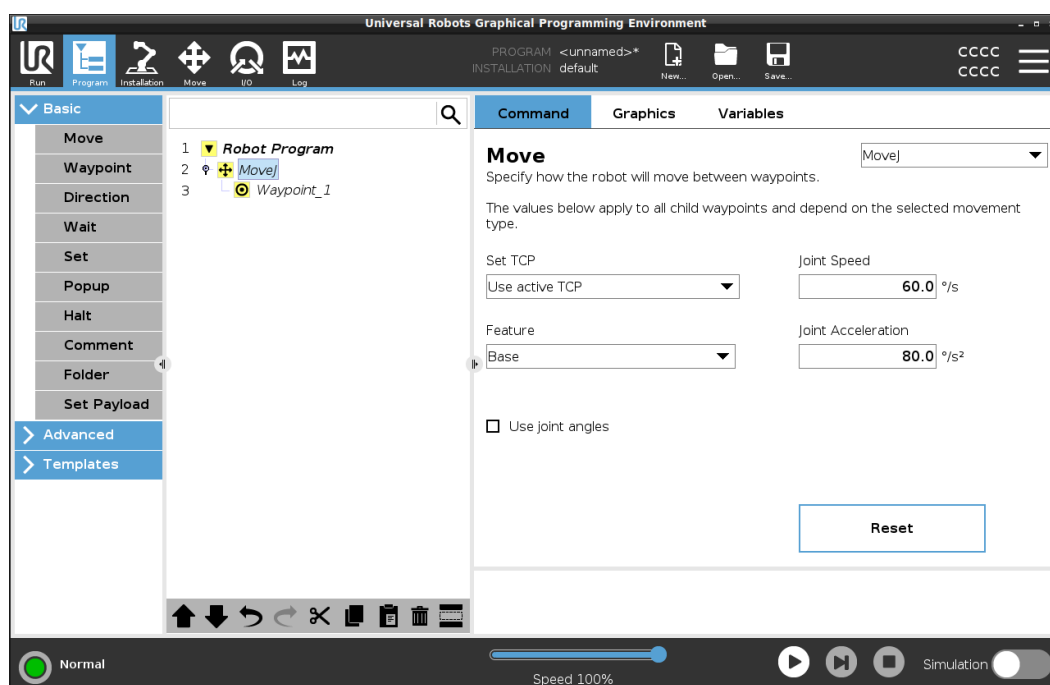 Universal Robots Graphical Programming Environment
UR
Run
Program
Installation
Move
I/O
Log
PROGRAM <unnamed>*
INSTALLATION default
New...
Open...
Save...
CCCC
CCCC
Basic
Move
Waypoint
Direction
Wait
Set
Popup
Halt
Comment
Folder
Set Payload
Advanced
Templates
1 Robot Program
2 MoveJ
3 Waypoint_1
Command Graphics Variables
Move
MoveJ
Specify how the robot will move between waypoints.
The values below apply to all child waypoints and depend on the selected movement
type.
Set TCP
Joint Speed
Use active TCP
60.0 °/s
Feature
Joint Acceleration
Base
80.0 °/s²
Use joint angles
Reset
Normal
Speed 100%
Simulation